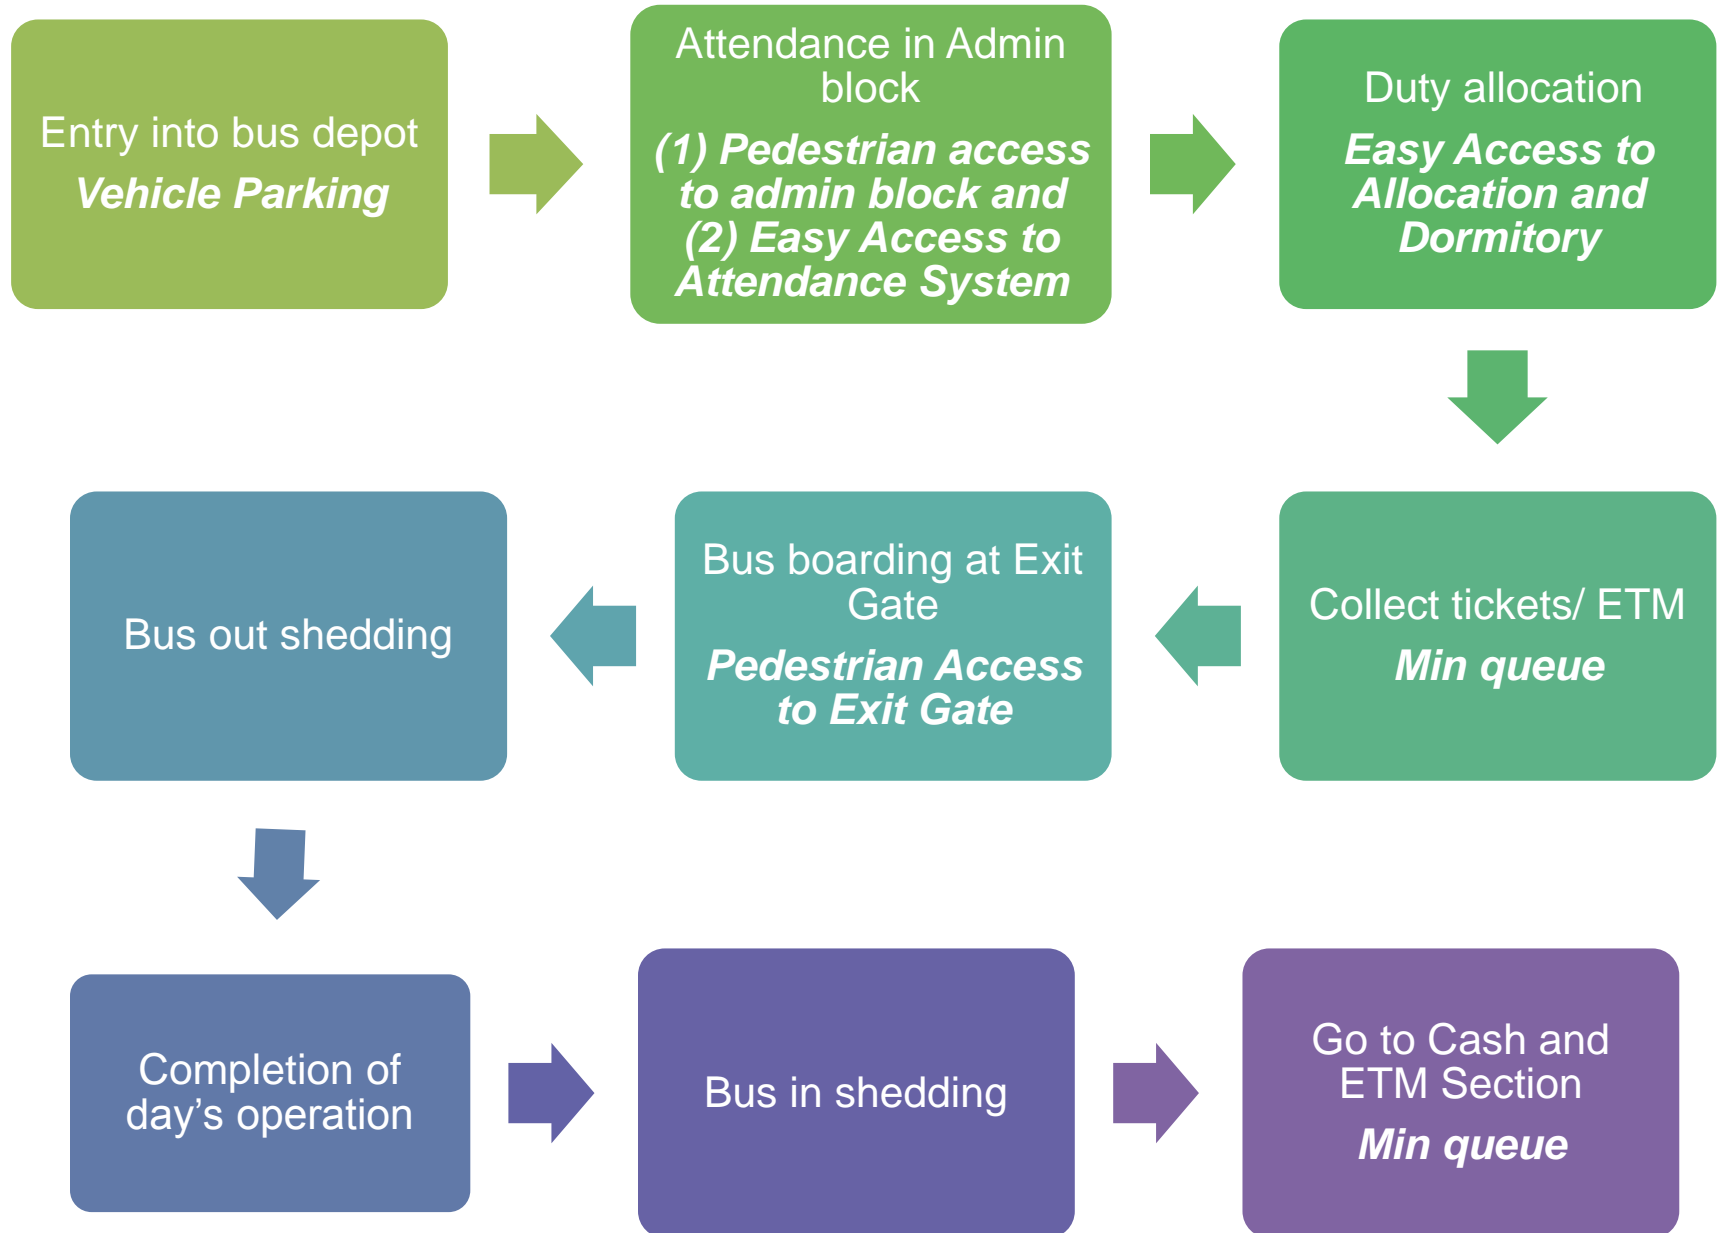 Entry into bus depot
Vehicle Parking
Attendance in Admin
block
(1) Pedestrian access
to admin block and
(2) Easy Access to
Attendance System
Duty allocation
Easy Access to
Allocation and
Dormitory
Collect tickets/ ETM
Min queue
Bus boarding at Exit
Gate
Pedestrian Access
to Exit Gate
Bus out shedding
Completion of
day’s operation
Bus in shedding
Go to Cash and
ETM Section
Min queue